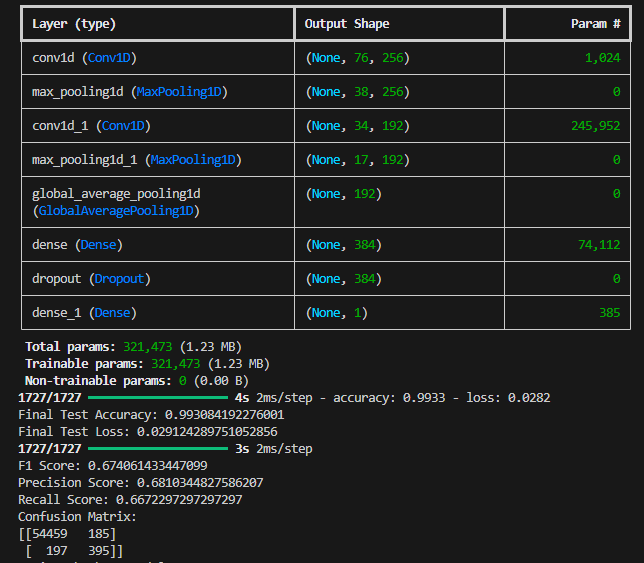 Layer (type) Output Shape Param #
conv1d (Conv1D) (None, 76, 256) 1,024
max_pooling1d (MaxPooling1D) (None, 38, 256) 0
conv1d_1 (Conv1D) (None, 34, 192) 245,952
max_pooling1d_1 (MaxPooling1D) (None, 17, 192) 0
global_average_pooling1d (None, 192) 0
(GlobalAveragePooling1D)
dense (Dense) (None, 384) 74,112
dropout (Dropout) (None, 384) 0
dense_1 (Dense) (None, 1) 385
Total params: 321,473 (1.23 MB)
Trainable params: 321,473 (1.23 MB)
Non-trainable params: 0 (0.00 B)
1727/1727 4s 2ms/step - accuracy: 0.9933 - loss: 0.0282
Final Test Accuracy: 0.993084192276001
Final Test Loss: 0.029124289751052856
1727/1727 3s 2ms/step
F1 Score: 0.674061433447099
Precision Score: 0.6810344827586207
Recall Score: 0.6672297297297297
Confusion Matrix:
[[54459 185]
[ 197 395]]